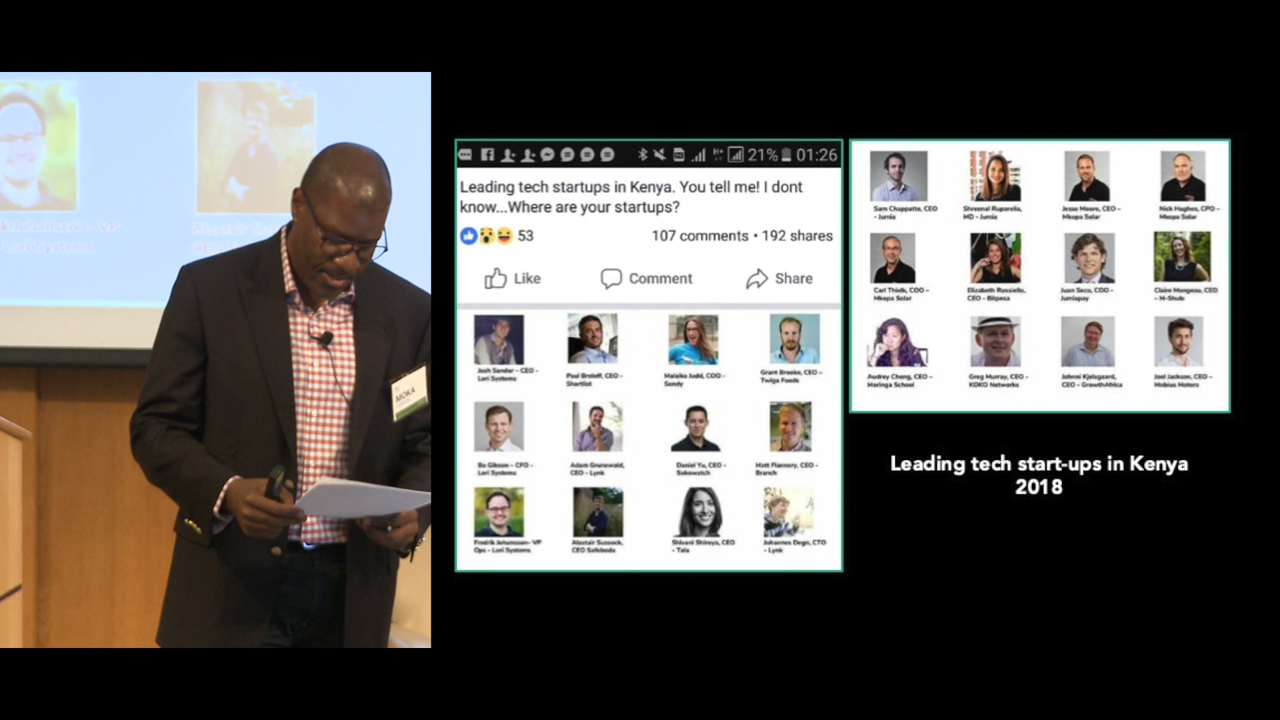 MOKA
21%
01:26
Leading tech startups in Kenya. You tell me! I dont
know...Where are your startups?
53
107 comments • 192 shares
Like
Comment
Share
Josh Sander – CEO -
Lori Systems
Paul Breloff, CEO -
Shortlist
Malaika Judd, COO -
Sendy
Grant Brooke, CEO –
Twiga Foods
Bo Gibson – CFO -
Lori Systems
Adam Grunewald,
CEO - Lynk
Daniel Yu, CEO -
Sokowatch
Matt Flannery, CEO -
Branch
Fredrik Johansson- VP
Ops - Lori Systems
Alastair Sussock,
CEO Safeboda
Shivani Shiroya, CEO
- Tala
Johannes Degn, CTO
- Lynk
Sam Chappatte, CEO
- Jumia
Shreenal Ruparelia,
MD - Jumia
Jesse Moore, CEO –
Mkopa Solar
Nick Hughes, CPO –
Mkopa Solar
Carl Thielk, COO –
Mkopa Solar
Elizabeth Rossiello,
CEO - Bitpesa
Juan Seco, COO -
Jumiapay
Claire Mongeau, CEO
– M-Shule
Audrey Cheng, CEO –
Moringa School
Greg Murray, CEO -
KOKO Networks
Johnni Kjelsgaard,
CEO - GrowthAfrica
Joel Jackson, CEO –
Mobius Motors
Leading tech start-ups in Kenya
2018